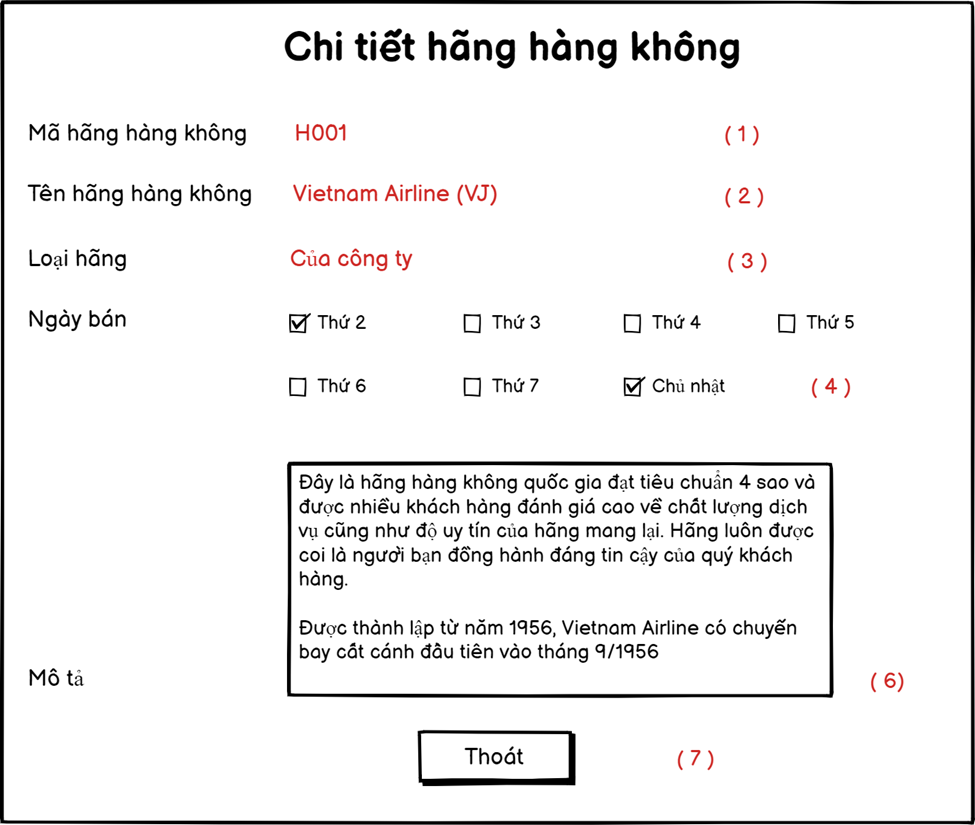 Chi tiết hãng hàng không
Mã hãng hàng không H001 ( 1 )
Tên hãng hàng không Vietnam Airline (VJ) ( 2 )
Loại hãng Của công ty ( 3 )
Ngày bán Thứ 2 Thứ 3 Thứ 4 Thứ 5
Thứ 6 Thứ 7 Chủ nhật ( 4 )
Đây là hãng hàng không quốc gia đạt tiêu chuẩn 4 sao và
được nhiều khách hàng đánh giá cao về chất lượng dịch
vụ cũng như độ uy tín của hãng mang lại. Hãng luôn được
coi là người bạn đồng hành đáng tin cậy của quý khách
hàng.
Được thành lập từ năm 1956, Vietnam Airline có chuyến
bay cất cánh đầu tiên vào tháng 9/1956
Mô tả ( 6)
Thoát ( 7 )